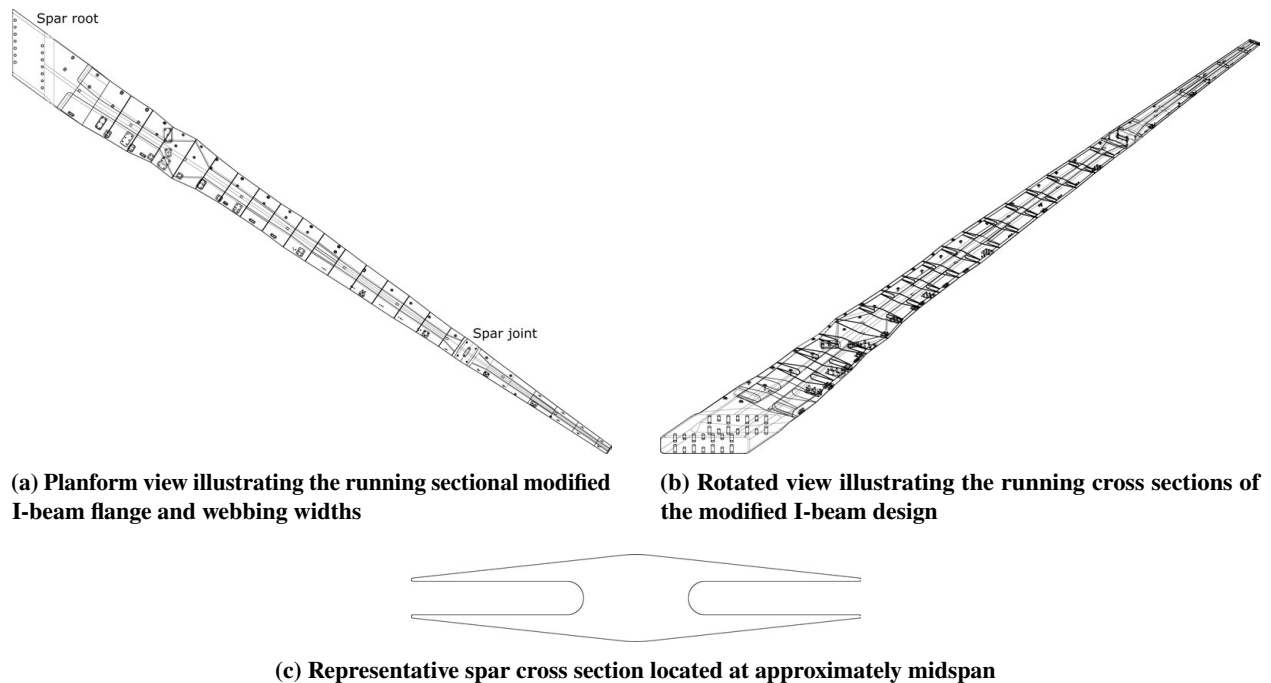 Spar root
Spar joint
(a) Planform view illustrating the running sectional modified
I-beam flange and webbing widths
(b) Rotated view illustrating the running cross sections of
the modified I-beam design
(c) Representative spar cross section located at approximately midspan